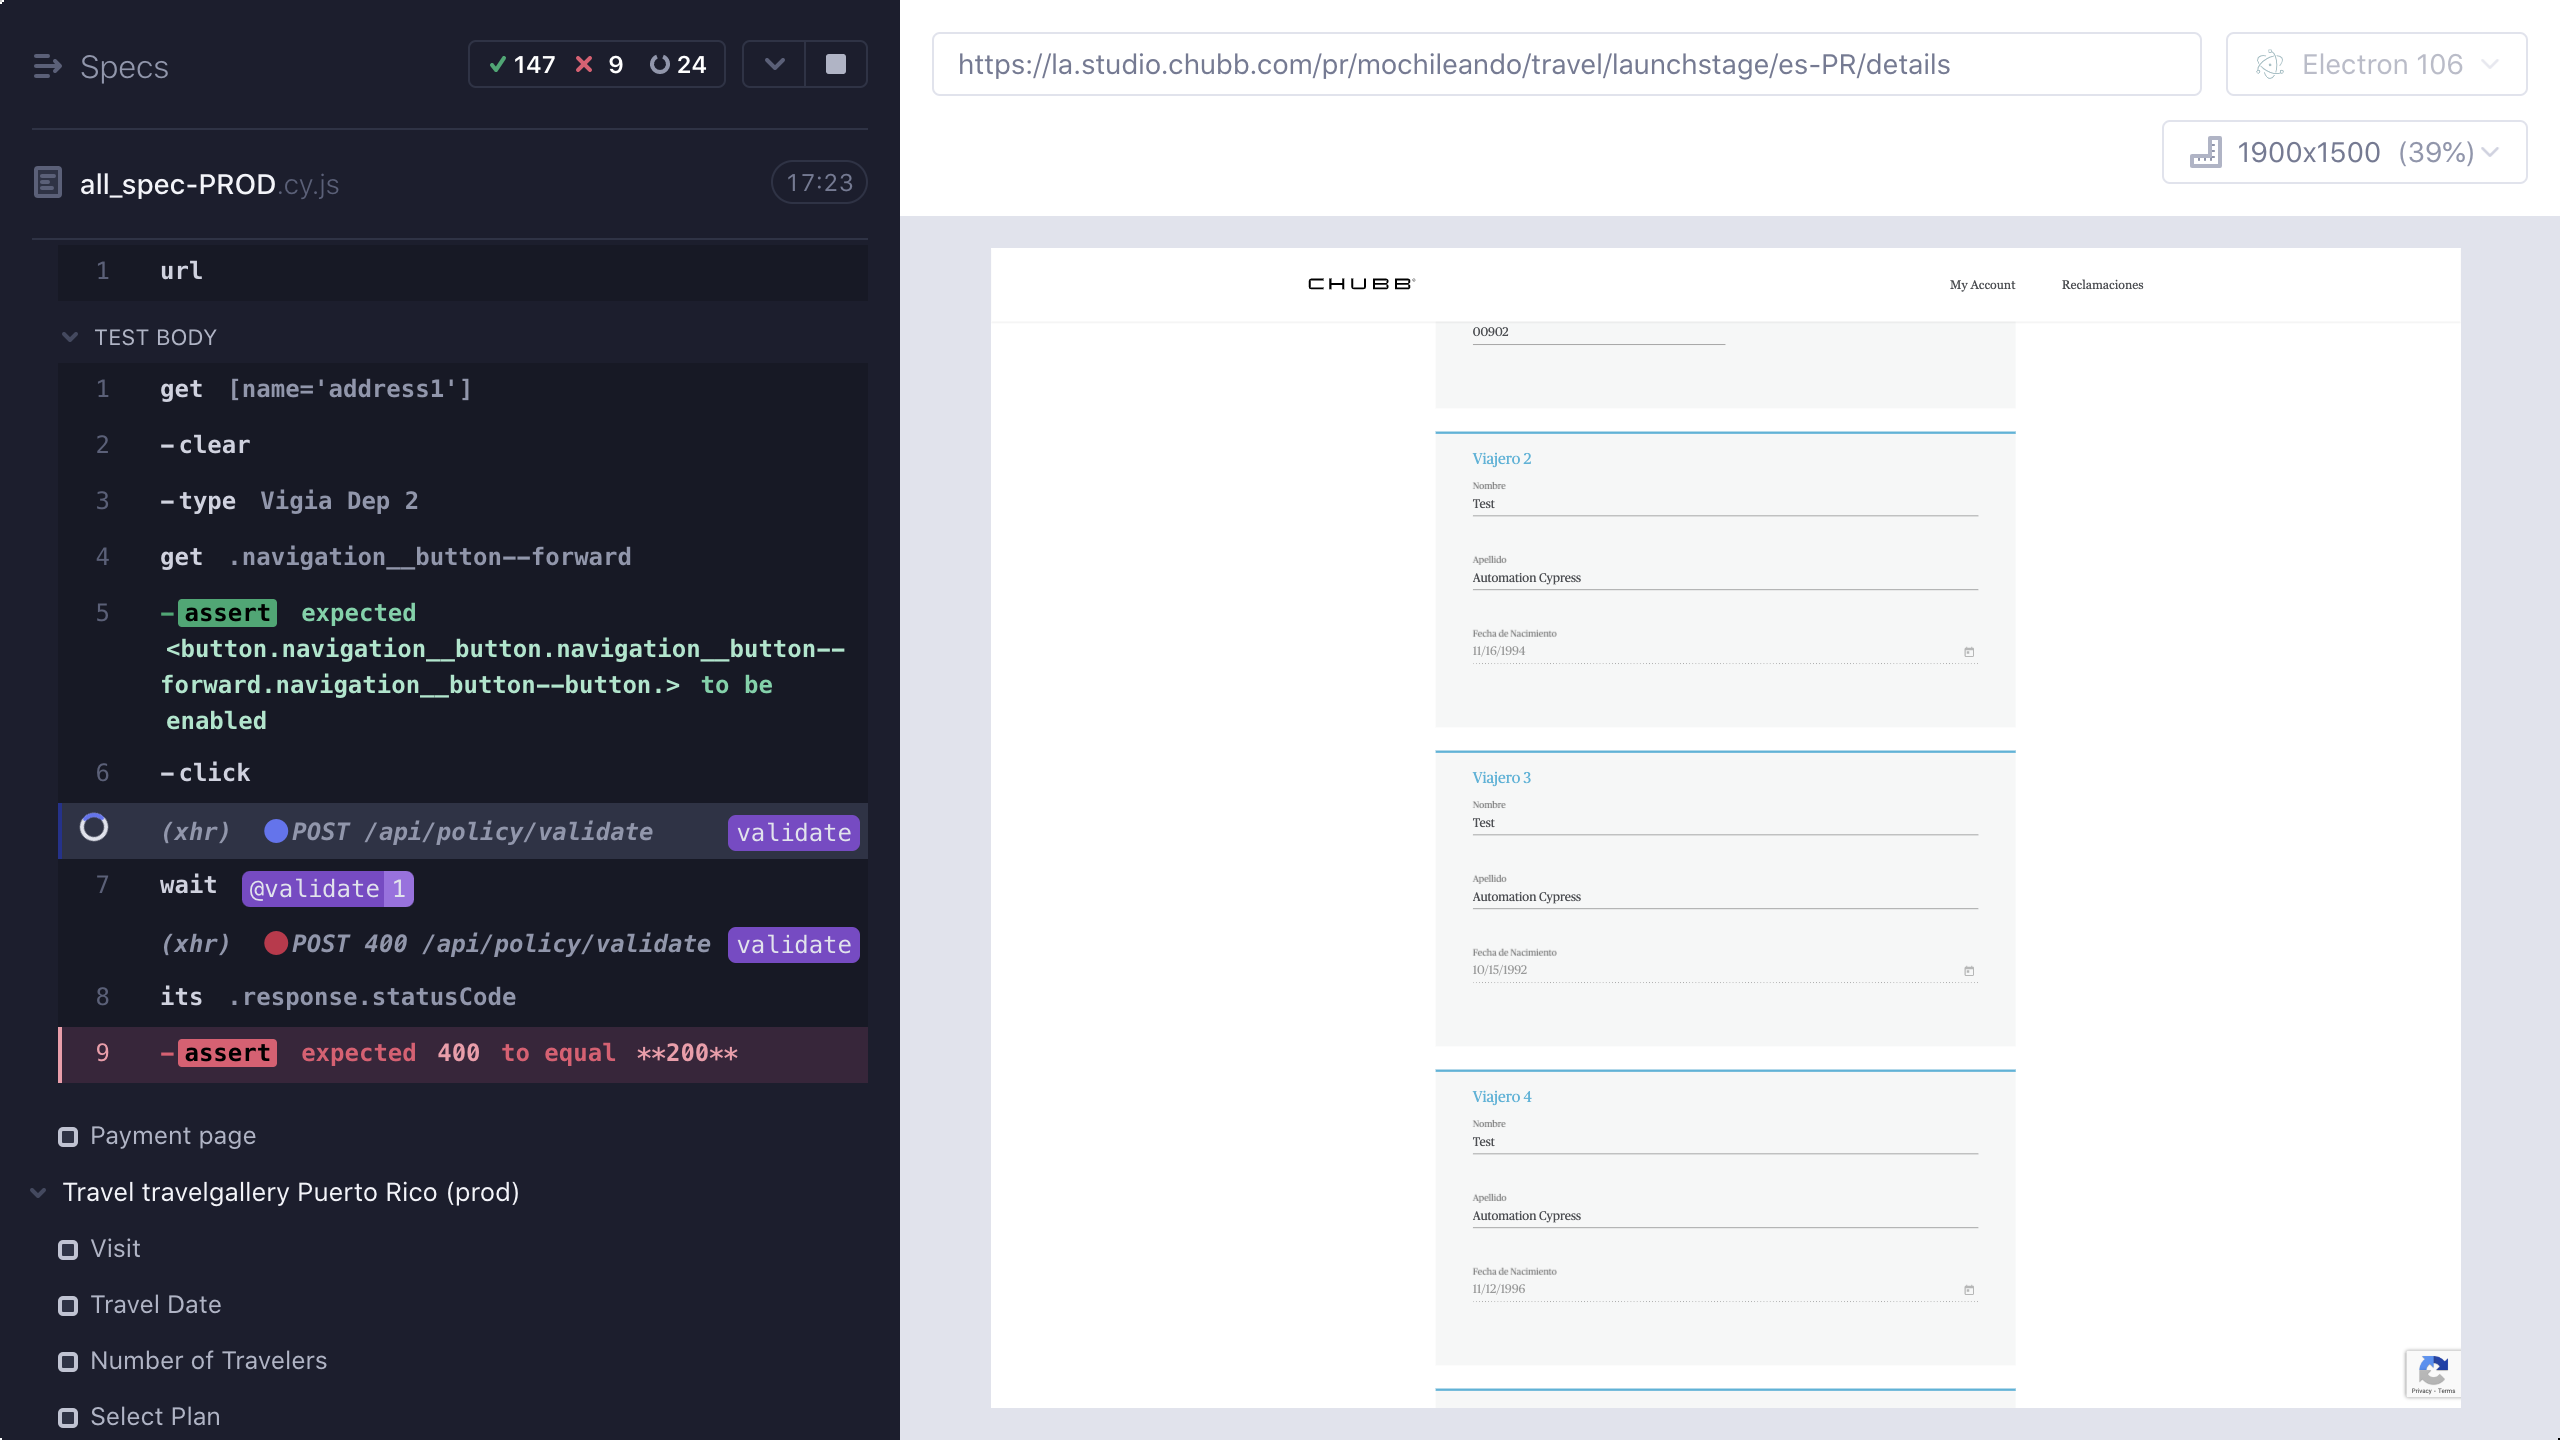 Specs
147 9 24
all_spec-PROD.cy.js 17:23
1 url
TEST BODY
1 get [name='address1']
2 -clear
3 -type Vigia Dep 2
4 get .navigation__button--forward
5 -assert expected
<button.navigation__button.navigation__button--
forward.navigation__button--button.> to be
enabled
6 -click
(xhr) POST /api/policy/validate validate
7 wait @validate 1
(xhr) POST 400 /api/policy/validate validate
8 its .response.statusCode
9 -assert expected 400 to equal **200**
Payment page
Travel travelgallery Puerto Rico (prod)
Visit
Travel Date
Number of Travelers
Select Plan
https://la.studio.chubb.com/pr/mochileando/travel/launchstage/es-PR/details
Electron 106
1900x1500 (39%)
CHUBB
My Account Reclamaciones
00902
Viajero 2
Nombre
Test
Apellido
Automation Cypress
Fecha de Nacimiento
11/16/1994
Viajero 3
Nombre
Test
Apellido
Automation Cypress
Fecha de Nacimiento
10/15/1992
Viajero 4
Nombre
Test
Apellido
Automation Cypress
Fecha de Nacimiento
11/12/1996
Privacy - Terms